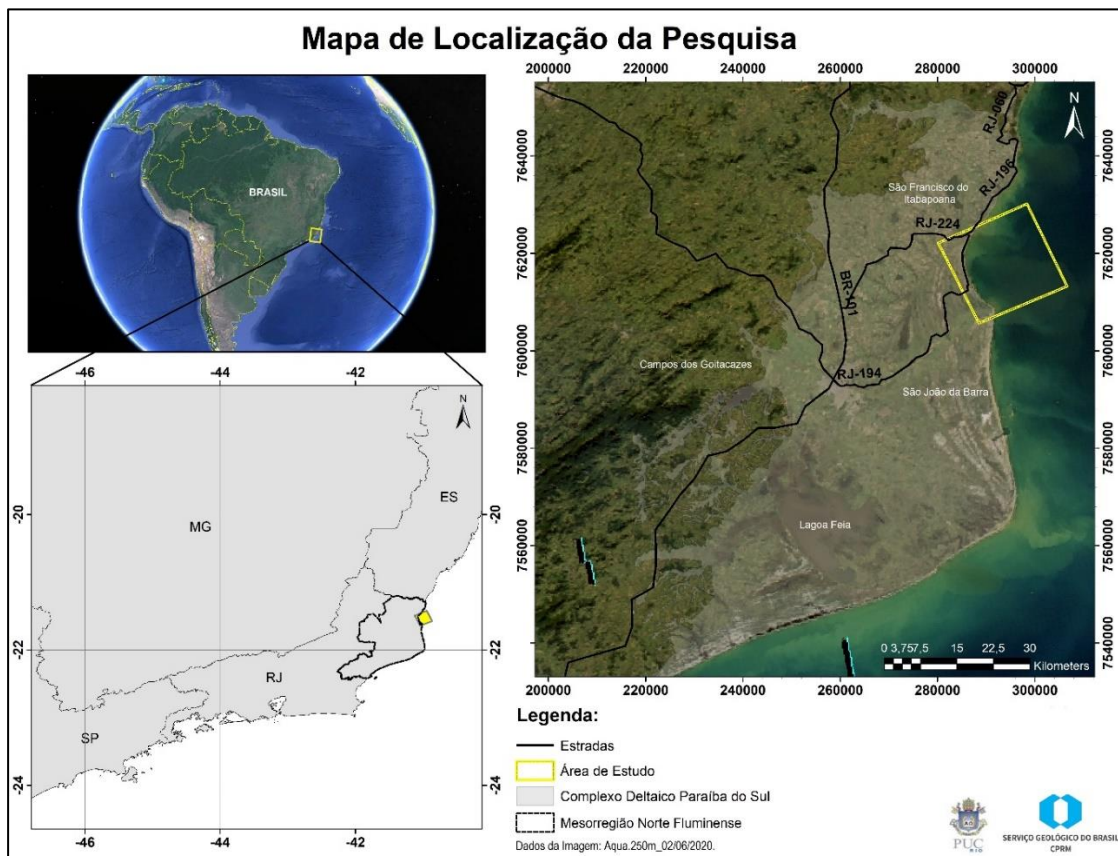 Mapa de Localização da Pesquisa
BRASIL
-46 -44 -42
N
ES
MG
RJ
SP
-20
-22
-24
-20
-22
-24
-46 -44 -42
200000 220000 240000 260000 280000 300000
N
RJ-060
RJ-196
São Francisco do
Itabapoana
RJ-224
BR-101
Campos dos Goitacazes
RJ-194
São João da Barra
Lagoa Feia
7640000
7620000
7600000
7580000
7560000
7540000
7640000
7620000
7600000
7580000
7560000
7540000
0 3,757,5 15 22,5 30
Kilometers
200000 220000 240000 260000 280000 300000
Legenda:
Estradas
Área de Estudo
Complexo Deltaico Paraíba do Sul
Mesorregião Norte Fluminense
Dados da Imagem: Aqua.250m_02/06/2020.
PUC
RIO
SERVIÇO GEOLÓGICO DO BRASIL
CPRM